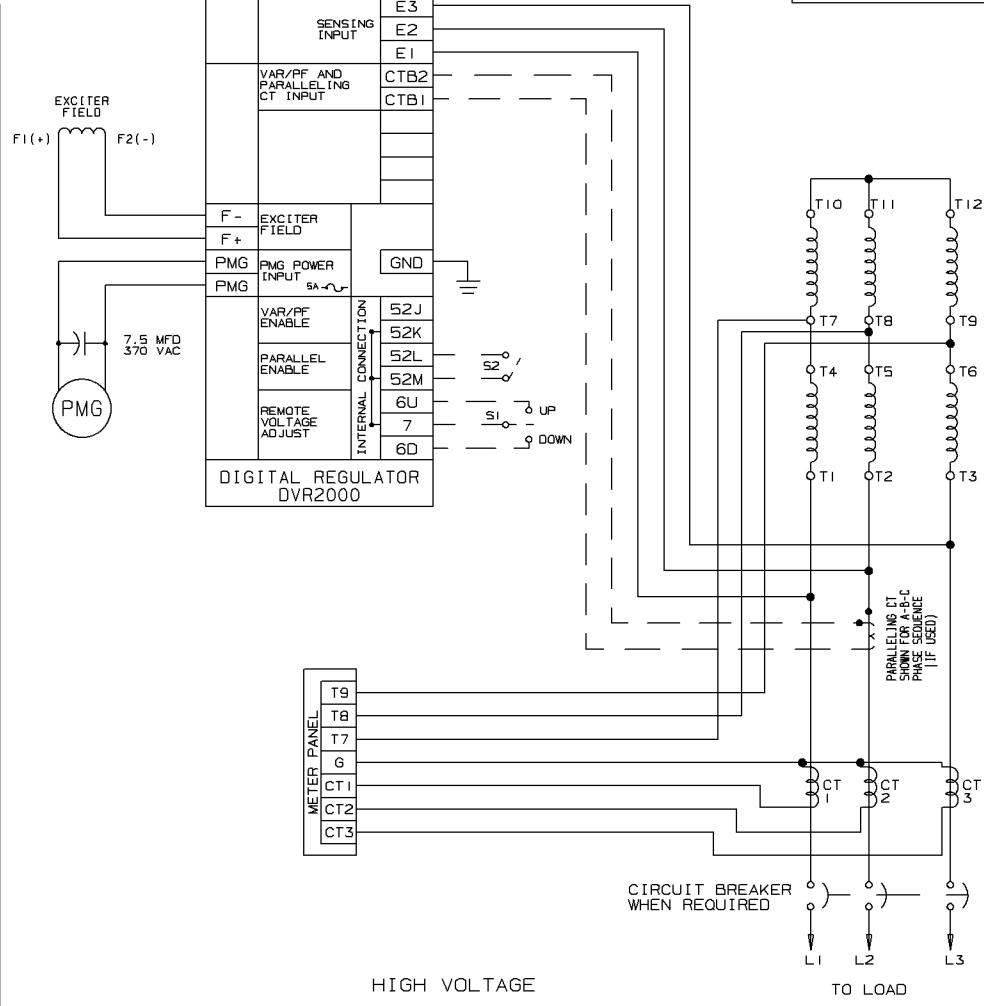 E3
SENSING
INPUT
E2
E1
VAR/PF AND
PARALLELING
CT INPUT
CTB2
CTB1
EXCITER
FIELD
F1(+)
F2(-)
F-
EXCITER
FIELD
F+
PMG
PMG POWER
INPUT
5A
GND
PMG
VAR/PF
ENABLE
INTERNAL CONNECTION
52J
52K
7.5 MFD
370 VAC
PARALLEL
ENABLE
52L
52M
S2
PMG
REMOTE
VOLTAGE
ADJUST
6U
7
6D
S1
UP
DOWN
DIGITAL REGULATOR
DVR2000
T10
T11
T12
T7
T8
T9
T4
T5
T6
T1
T2
T3
PARALLELING CT
SHOWN FOR A-B-C
PHASE SEQUENCE
(IF USED)
METER PANEL
T9
T8
T7
G
CT1
CT2
CT3
CT
1
CT
2
CT
3
CIRCUIT BREAKER
WHEN REQUIRED
L1
L2
L3
HIGH VOLTAGE
TO LOAD